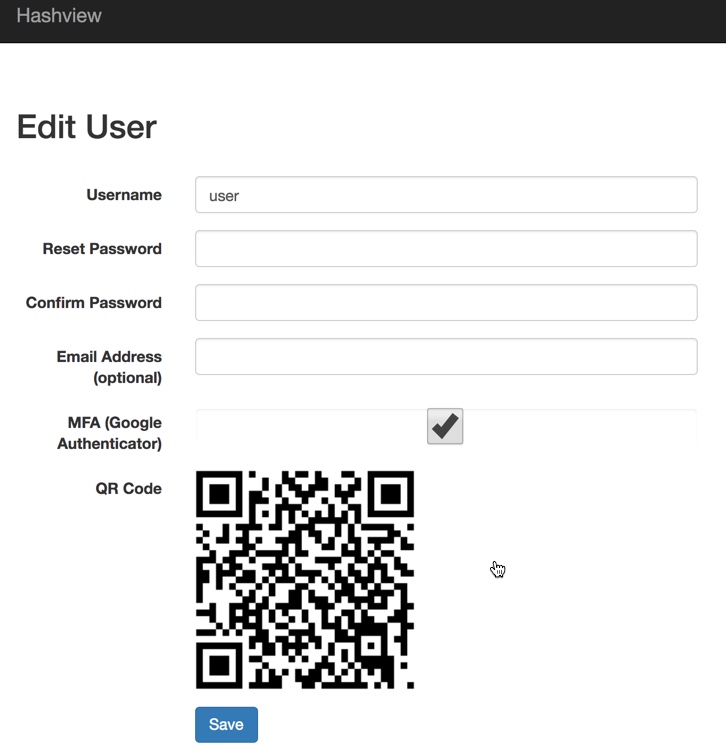 Hashview
Edit User
Username
user
Reset Password
Confirm Password
Email Address
(optional)
MFA (Google
Authenticator)
QR Code
Save